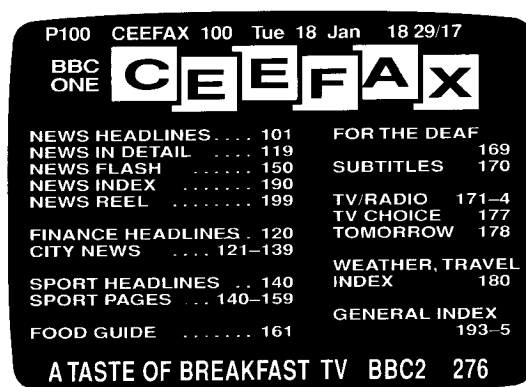 P100 CEEFAX 100 Tue 18 Jan 18 29/17
BBC ONE CEEFAX
NEWS HEADLINES.... 101
NEWS IN DETAIL .... 119
NEWS FLASH ...... 150
NEWS INDEX ....... 190
NEWS REEL ........ 199
FINANCE HEADLINES. 120
CITY NEWS .... 121–139
SPORT HEADLINES .. 140
SPORT PAGES ... 140–159
FOOD GUIDE ....... 161
FOR THE DEAF
169
SUBTITLES 170
TV/RADIO 171–4
TV CHOICE 177
TOMORROW 178
WEATHER, TRAVEL
INDEX 180
GENERAL INDEX
193–5
A TASTE OF BREAKFAST TV BBC2 276